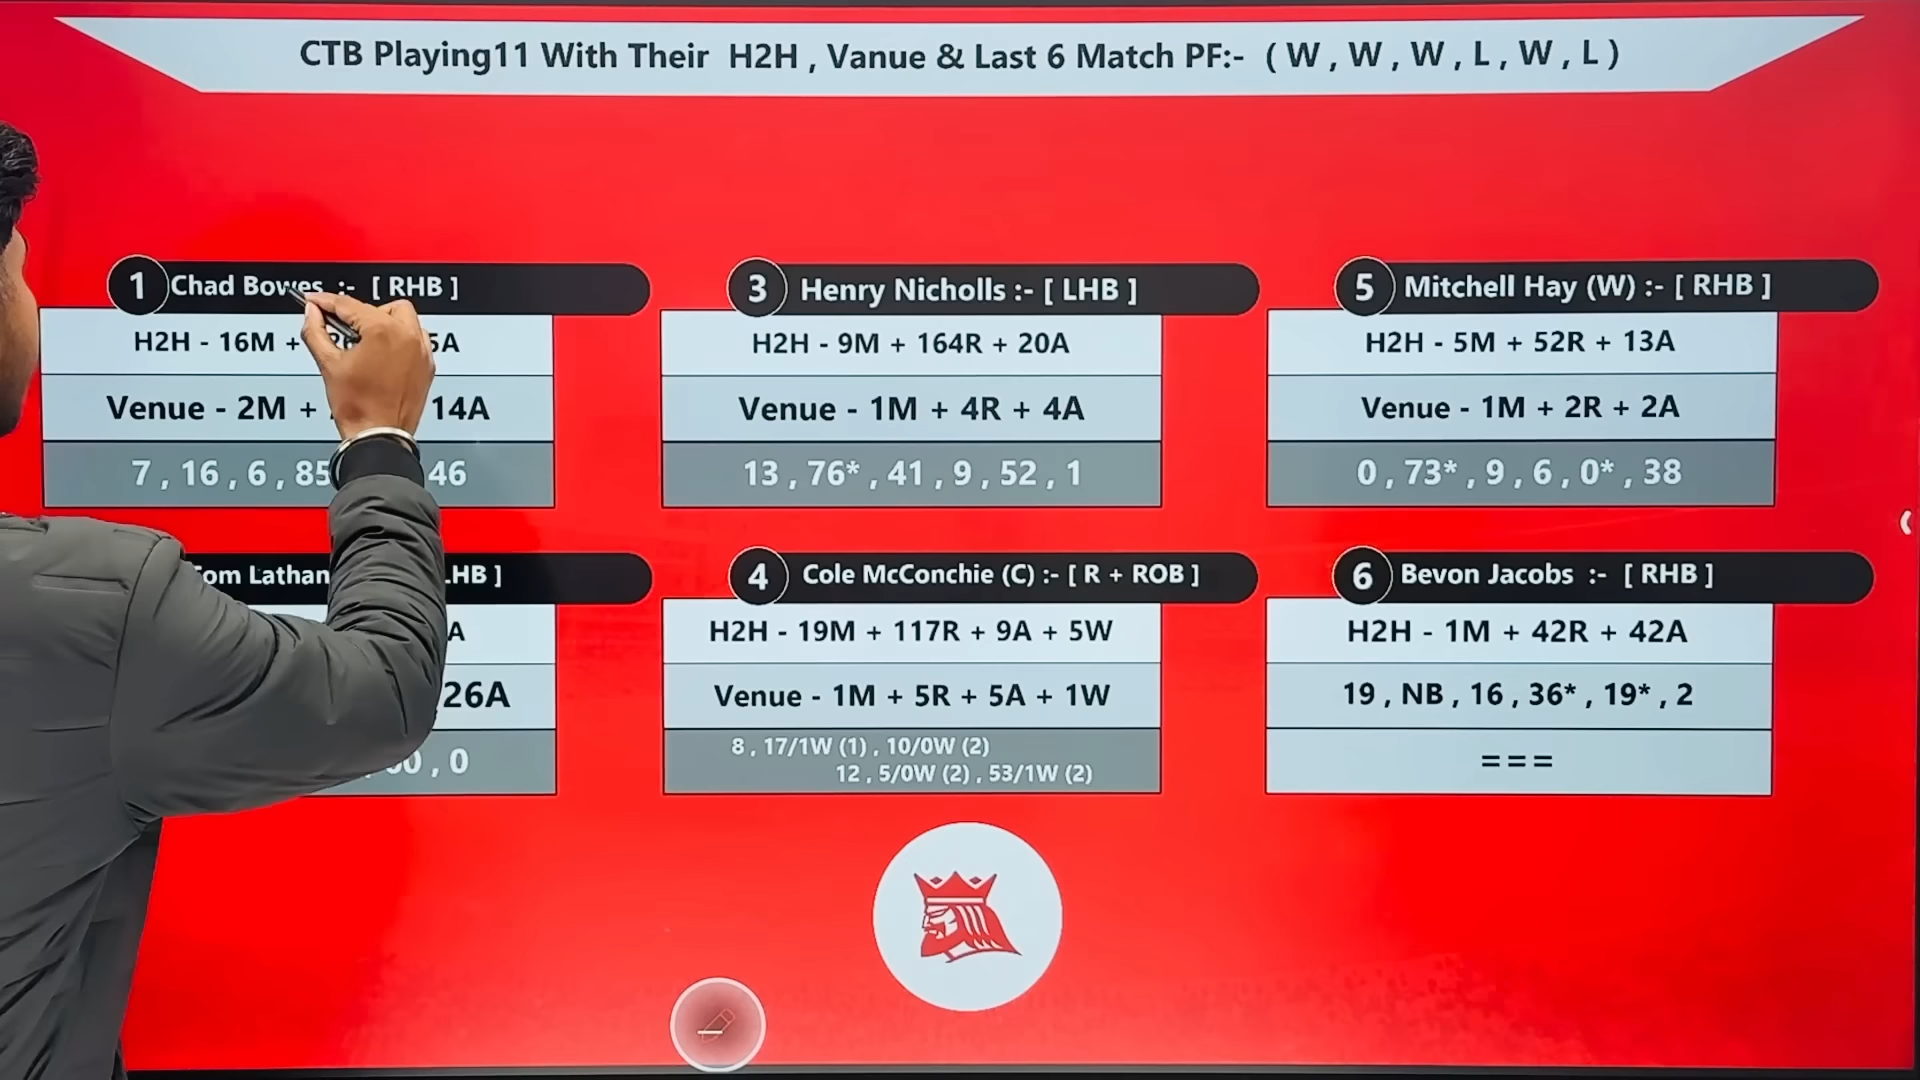 CTB Playing11 With Their H2H , Vanue & Last 6 Match PF:- ( W , W , W , L , W , L )
1 Chad Bowes :- [ RHB ]
H2H - 16M +
Venue - 2M + 14A
7 , 16 , 6 , 85 46
Tom Lathan LHB ]
A
26A
, 0
3 Henry Nicholls :- [ LHB ]
H2H - 9M + 164R + 20A
Venue - 1M + 4R + 4A
13 , 76* , 41 , 9 , 52 , 1
4 Cole McConchie (C) :- [ R + ROB ]
H2H - 19M + 117R + 9A + 5W
Venue - 1M + 5R + 5A + 1W
8 , 17/1W (1) , 10/0W (2)
12 , 5/0W (2) , 53/1W (2)
5 Mitchell Hay (W) :- [ RHB ]
H2H - 5M + 52R + 13A
Venue - 1M + 2R + 2A
0 , 73* , 9 , 6 , 0* , 38
6 Bevon Jacobs :- [ RHB ]
H2H - 1M + 42R + 42A
19 , NB , 16 , 36* , 19* , 2
===